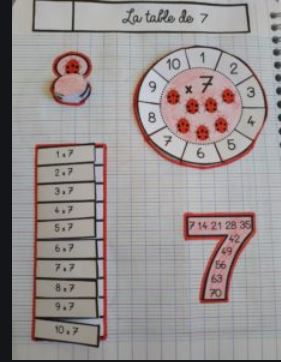 La table de 7
10 1 2
9 x 7 3
8 4
7 6 5
1 x 7
2 x 7
3 x 7
4 x 7
5 x 7
6 x 7
7 x 7
8 x 7
9 x 7
10 x 7
7 14 21 28 35
42
49
56
63
70